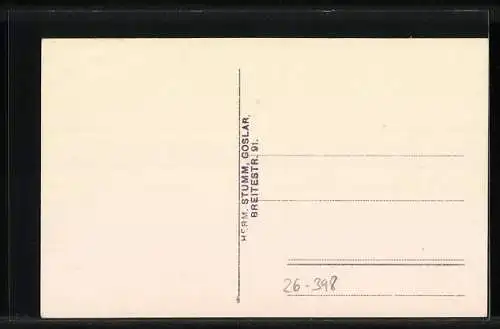 HERM. STUMM, GOSLAR,
BREITESTR. 91.
26-398